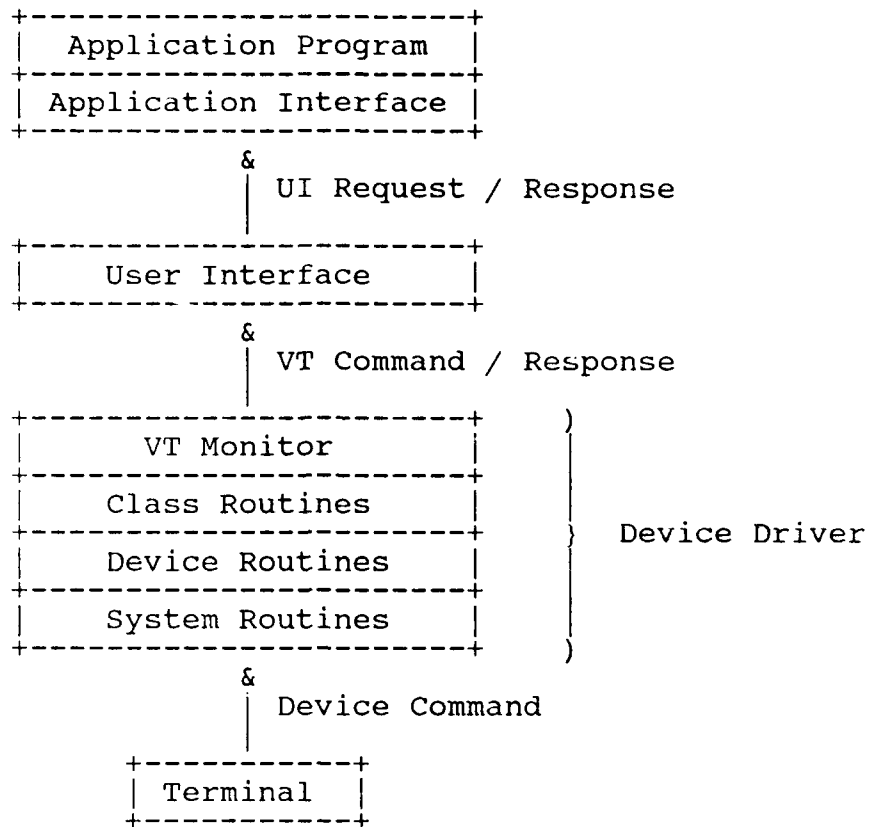 Application Program
Application Interface
&
UI Request / Response
User Interface
&
VT Command / Response
VT Monitor
Class Routines
Device Routines
Device Driver
System Routines
&
Device Command
Terminal